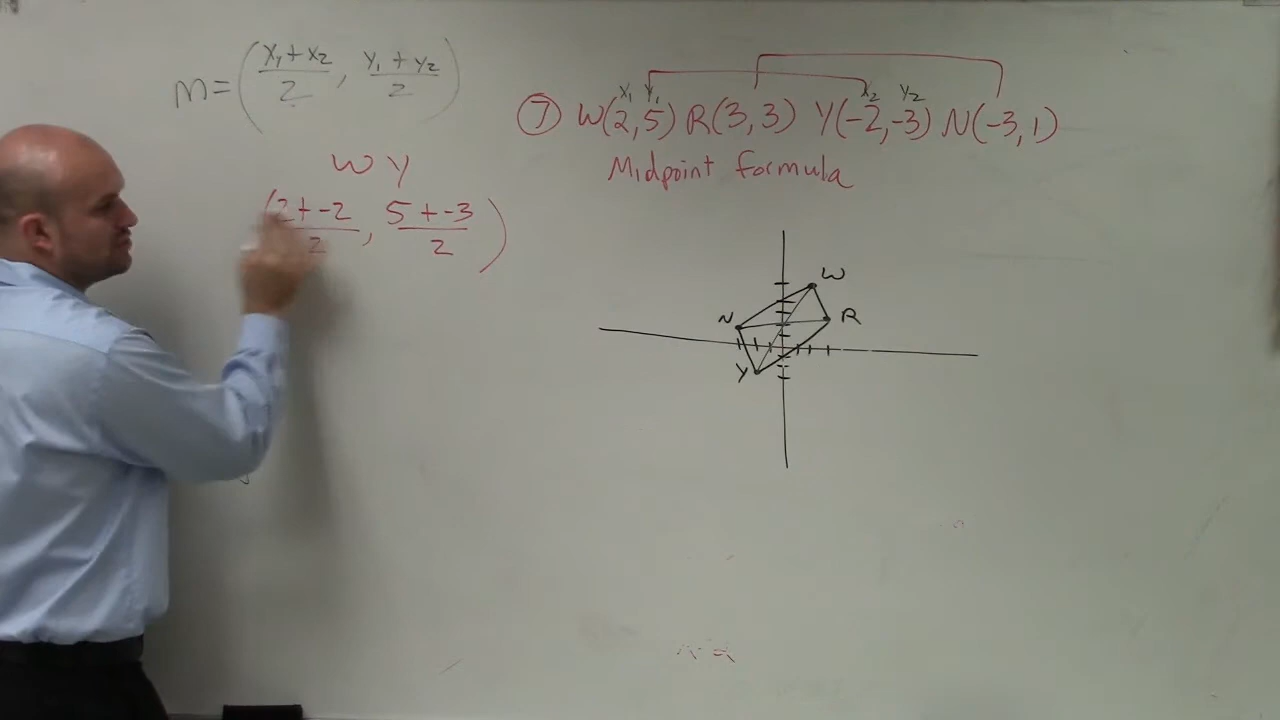 m = ( x₁ + x₂ / 2 , y₁ + y₂ / 2 )
x₁ y₁ x₂ y₂
⑦ W(2,5) R(3,3) Y(-2,-3) N(-3,1)
Midpoint formula
W Y
( 2 + -2 / 2 , 5 + -3 / 2 )
W
N R
Y